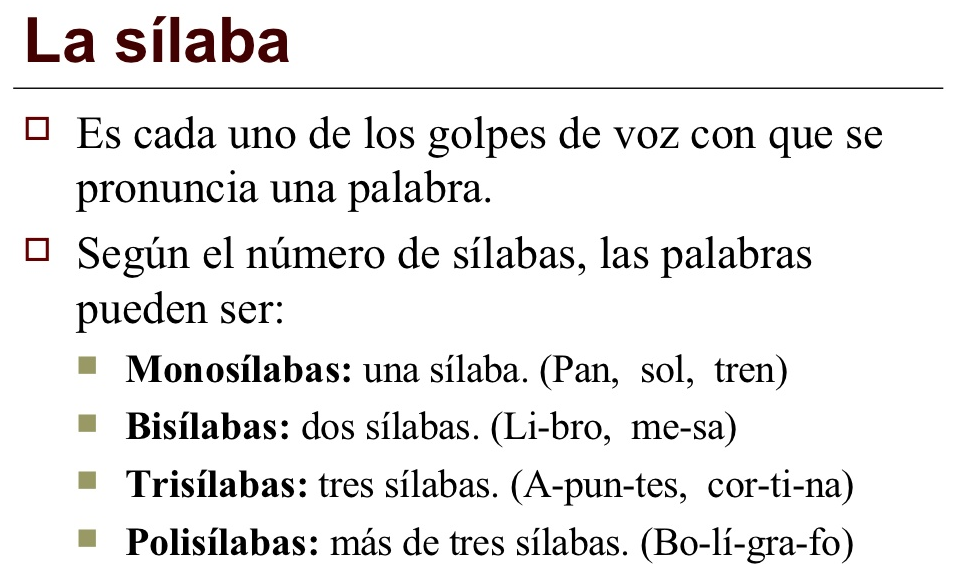 La sílaba
Es cada uno de los golpes de voz con que se
pronuncia una palabra.
Según el número de sílabas, las palabras
pueden ser:
Monosílabas: una sílaba. (Pan, sol, tren)
Bisílabas: dos sílabas. (Li-bro, me-sa)
Trisílabas: tres sílabas. (A-pun-tes, cor-ti-na)
Polisílabas: más de tres sílabas. (Bo-lí-gra-fo)